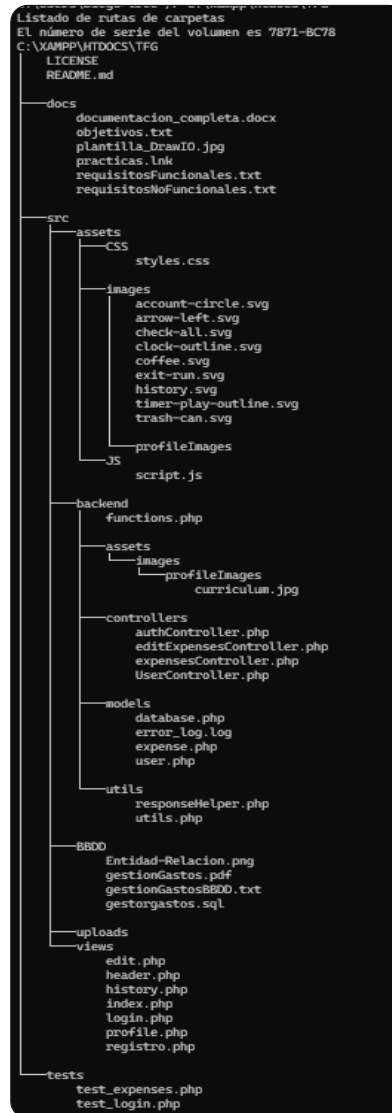 Listado de rutas de carpetas
El número de serie del volumen es 7871-BC78
C:\XAMPP\HTDOCS\TFG
LICENSE
README.md
docs
documentacion_completa.docx
objetivos.txt
plantilla_DrawIO.jpg
practicas.lnk
requisitosFuncionales.txt
requisitosNoFuncionales.txt
src
assets
CSS
styles.css
images
account-circle.svg
arrow-left.svg
check-all.svg
clock-outline.svg
coffee.svg
exit-run.svg
history.svg
timer-play-outline.svg
trash-can.svg
profileImages
JS
script.js
backend
functions.php
assets
images
profileImages
curriculum.jpg
controllers
authController.php
editExpensesController.php
expensesController.php
UserController.php
models
database.php
error_log.log
expense.php
user.php
utils
responseHelper.php
utils.php
BBDD
Entidad-Relacion.png
gestionGastos.pdf
gestionGastosBBDD.txt
gestorgastos.sql
uploads
views
edit.php
header.php
history.php
index.php
login.php
profile.php
registro.php
tests
test_expenses.php
test_login.php